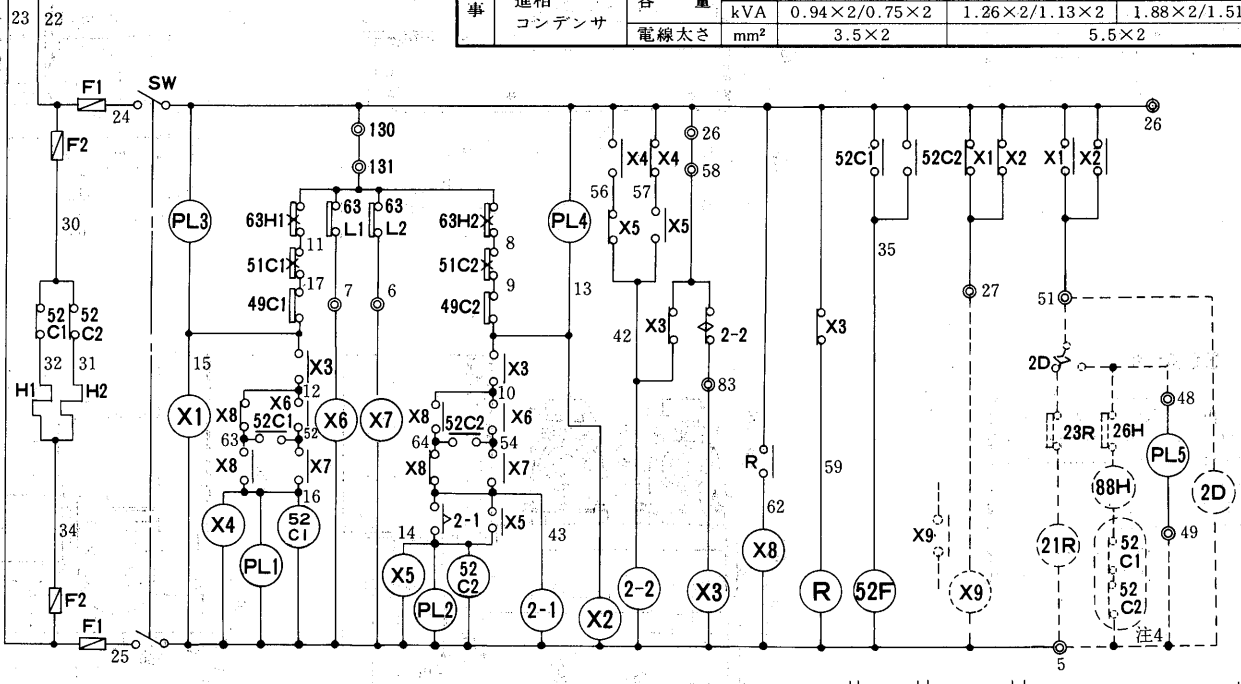 事 進相 コンデンサ 容 量 kVA 0.94×2/0.75×2 1.26×2/1.13×2 1.88×2/1.51
電線太さ mm² 3.5×2 5.5×2
23 22
F1 SW
24 26
F2
130
131
26
58
X4 X4
52C1 52C2 X1 X2 X1 X2
56 57
PL3 63H1 63 L1 63 L2 63H2 PL4
X5 X5
30
11 8
35
51C1 51C2
17 7 6 9 13
27 51
49C1 49C2
52 C1 52 C2
42 X3 2-2 X3
32 31
15 X3 X3
2D
H1 H2
12 10
83
48
X8 X6 X8 X6
52C1 52C2
X1 X6 X7
23R 26H PL5
63 52 64 54
R 59
X8 X7 X8 X7
88H 2D
16
62
34
X4 52 C1
14 2-1 X5 43
X9
52 C1
49
PL1
X8
21R
X5 52 C2
52 C2
F2
PL2 2-1 X2 2-2 X3 R 52F X9
F1
注4
25 5